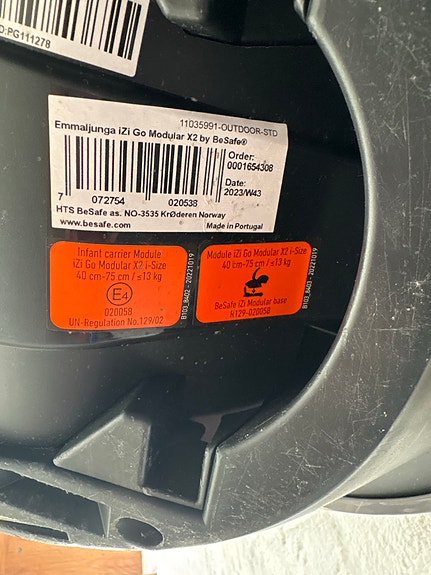 D:PG111278
11035991-OUTDOOR-STD
Emmaljunga iZi Go Modular X2 by BeSafe®
Order:
0001654308
Date:
2023/W43
7 072754 020538
HTS BeSafe as. NO-3535 KrØderen Norway
www.besafe.com Made in Portugal
Infant carrier Module
iZi Go Modular X2 i-Size
40 cm-75 cm / ≤13 kg
E4
020058
UN-Regulation No.129/02
B103_8402 - 20221019
Module iZi Go Modular X2 i-Size
40 cm-75 cm / ≤13 kg
BeSafe iZi Modular base
R129-020058
B103_8403 - 20221019